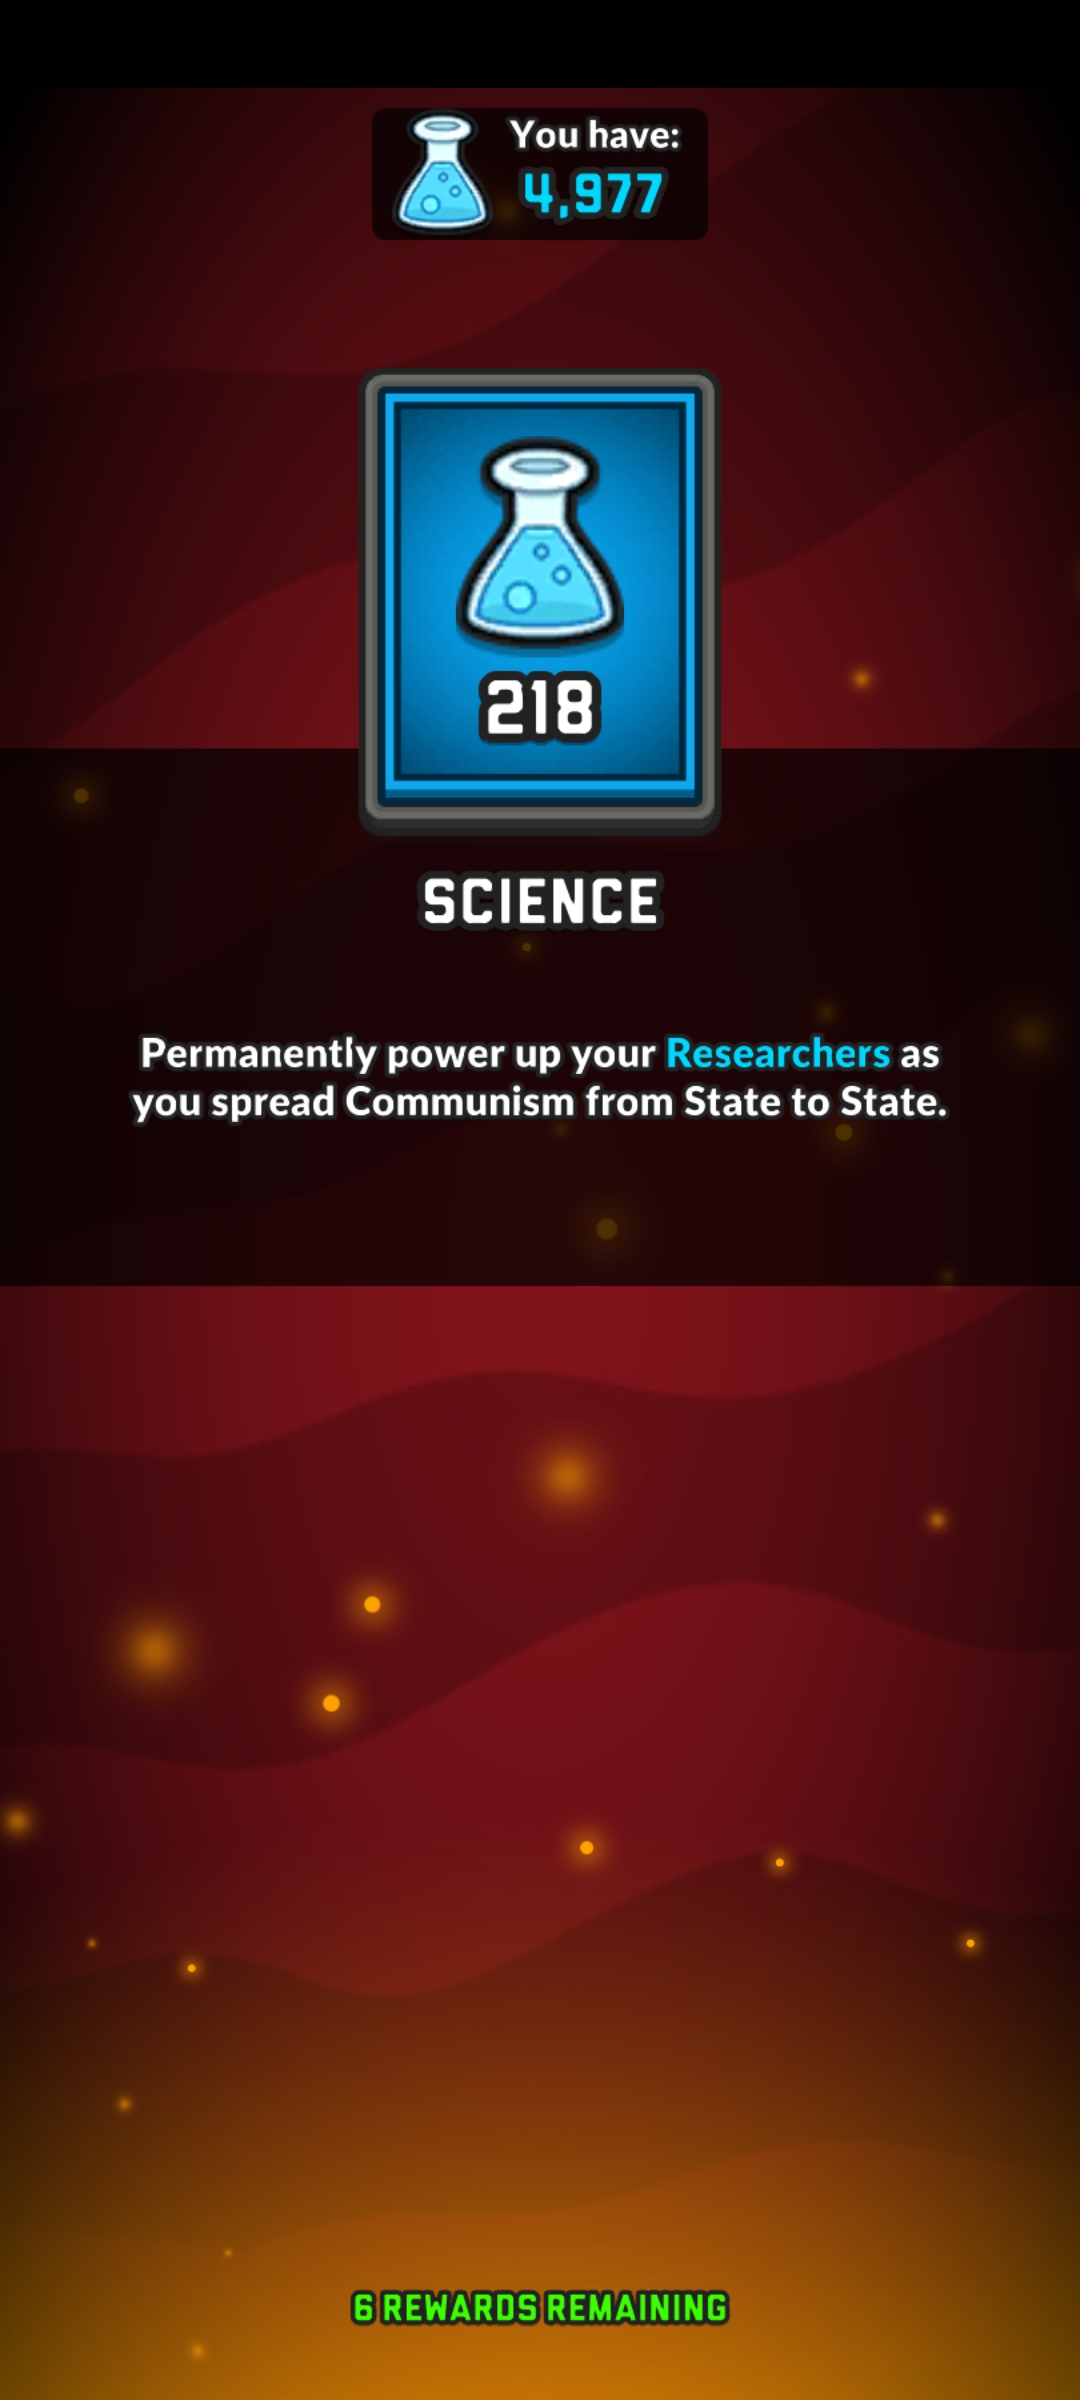 You have:
4,977
218
SCIENCE
Permanently power up your Researchers as
you spread Communism from State to State.
6 REWARDS REMAINING